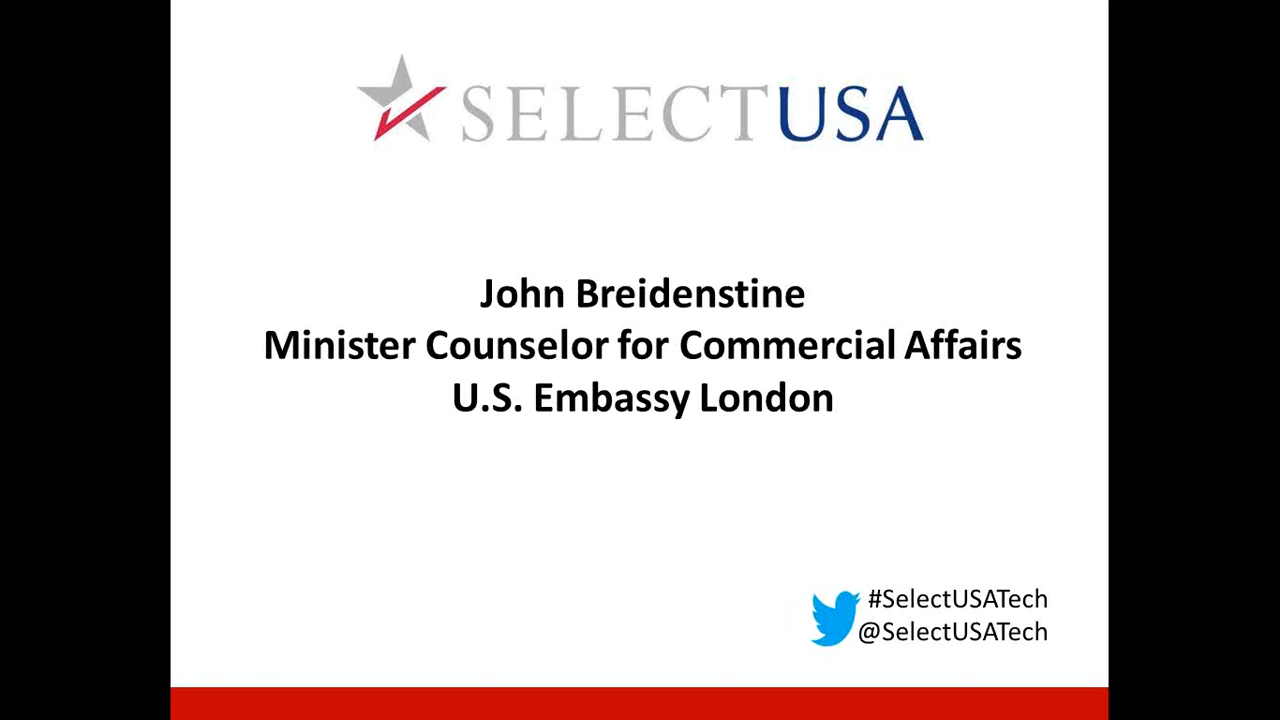 SELECTUSA
John Breidenstine
Minister Counselor for Commercial Affairs
U.S. Embassy London
#SelectUSATech
@SelectUSATech